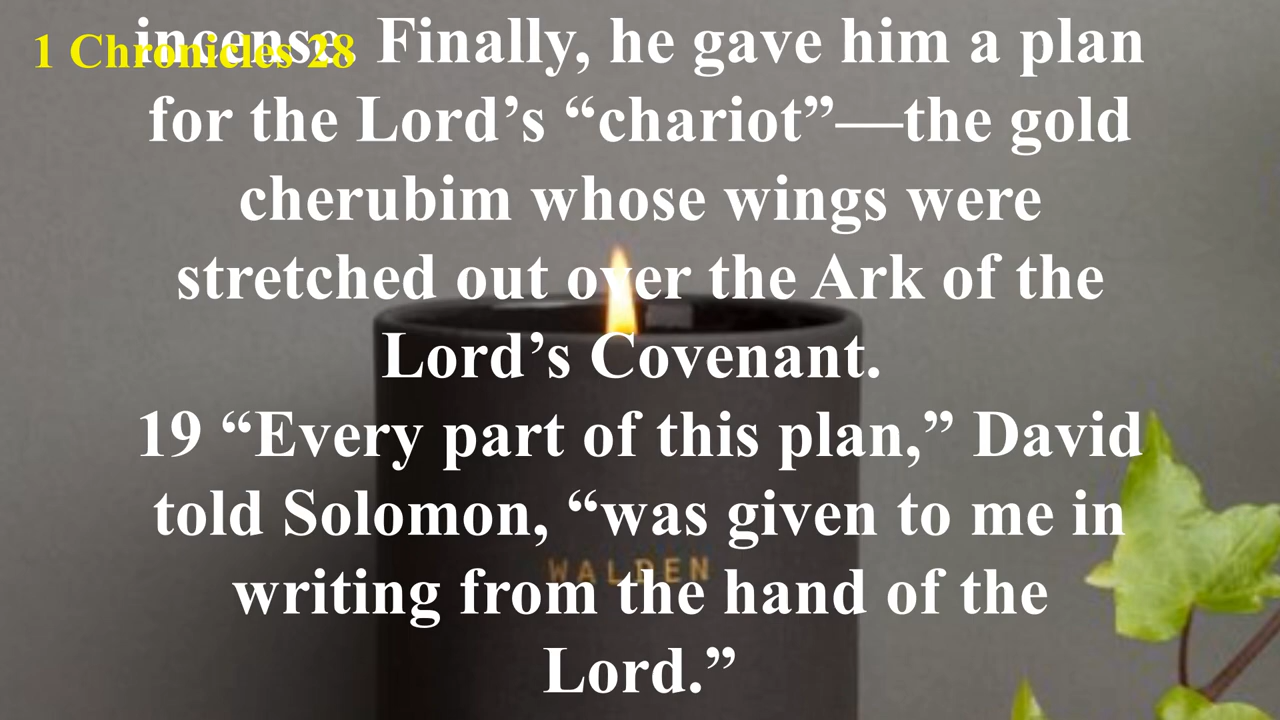 1 Chronicles 28
incense. Finally, he gave him a plan
for the Lord’s “chariot”—the gold
cherubim whose wings were
stretched out over the Ark of the
Lord’s Covenant.
19 “Every part of this plan,” David
told Solomon, “was given to me in
writing from the hand of the
Lord.”
WALDEN